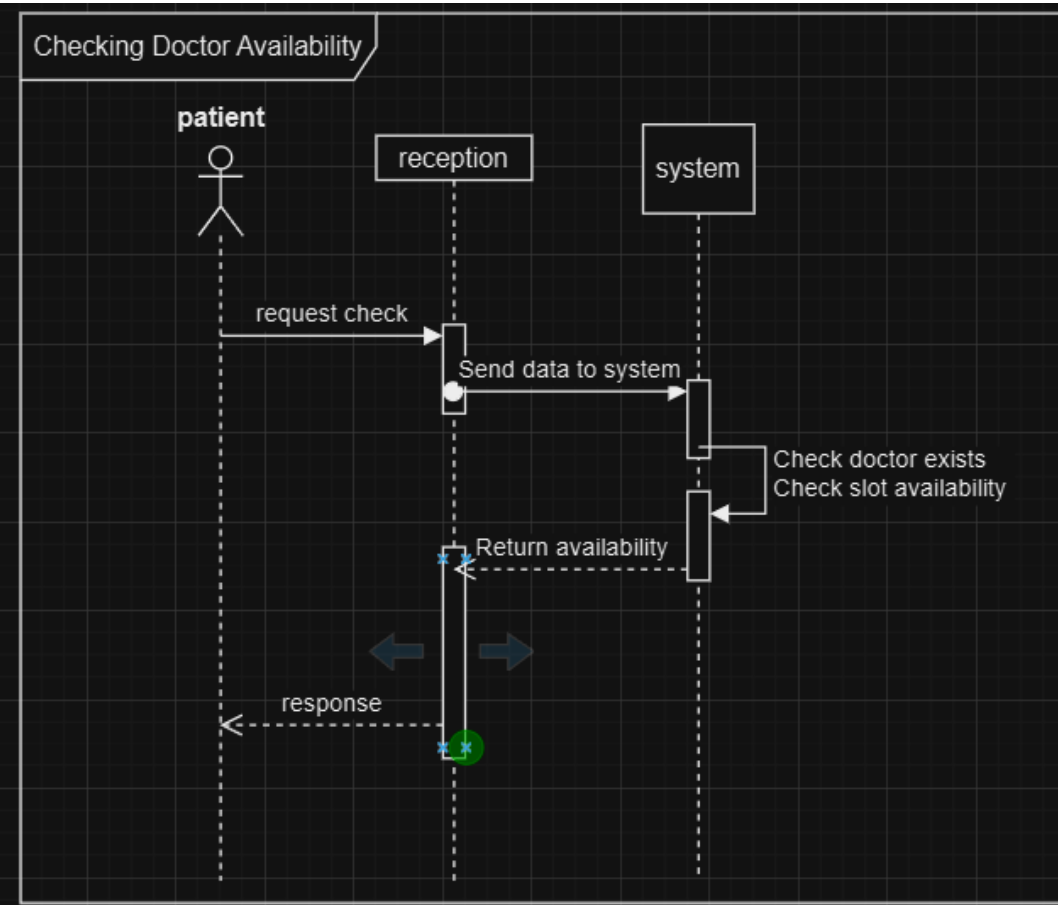 Checking Doctor Availability
patient
reception
system
request check
Send data to system
Check doctor exists
Check slot availability
Return availability
response